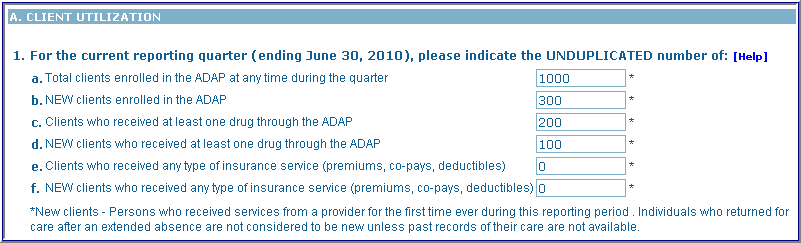 A. CLIENT UTILIZATION
1. For the current reporting quarter (ending June 30, 2010), please indicate the UNDUPLICATED number of: [Help]
a. Total clients enrolled in the ADAP at any time during the quarter 1000 *
b. NEW clients enrolled in the ADAP 300 *
c. Clients who received at least one drug through the ADAP 200 *
d. NEW clients who received at least one drug through the ADAP 100 *
e. Clients who received any type of insurance service (premiums, co-pays, deductibles) 0 *
f. NEW clients who received any type of insurance service (premiums, co-pays, deductibles) 0 *
*New clients - Persons who received services from a provider for the first time ever during this reporting period . Individuals who returned for
care after an extended absence are not considered to be new unless past records of their care are not available.